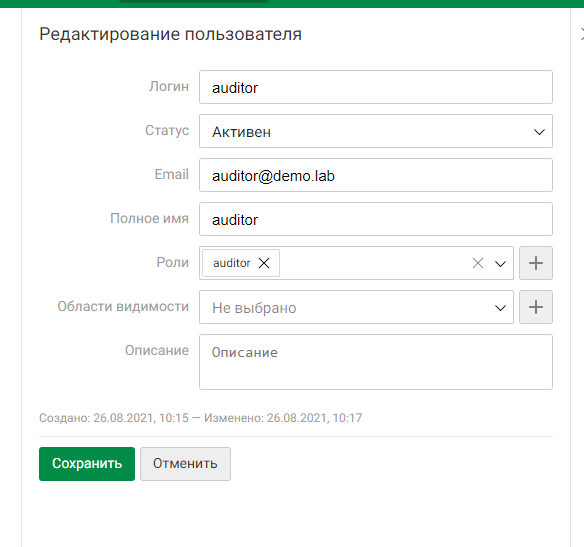 Редактирование пользователя
Логин auditor
Статус Активен
Email auditor@demo.lab
Полное имя auditor
Роли auditor
Области видимости Не выбрано
Описание Описание
Создано: 26.08.2021, 10:15 — Изменено: 26.08.2021, 10:17
Сохранить Отменить